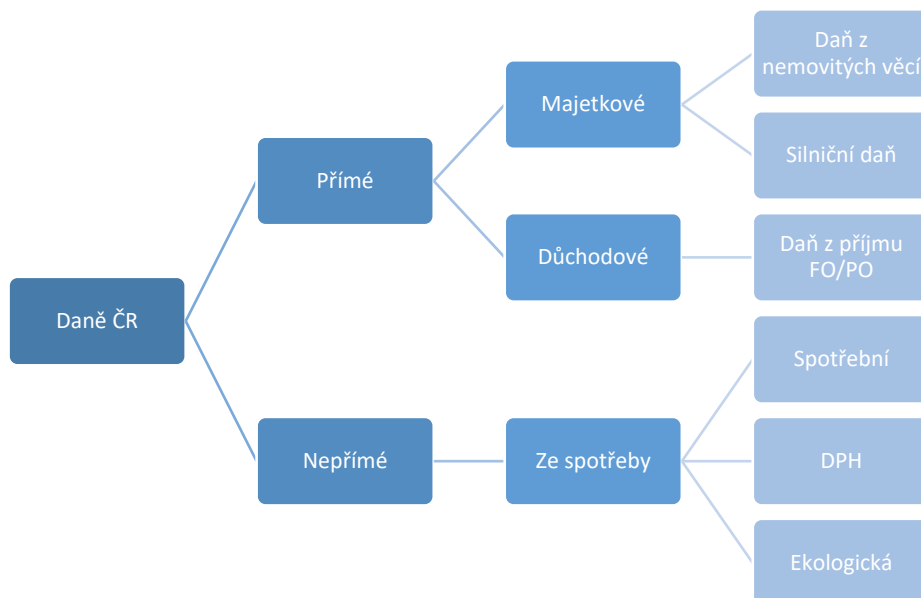 Daně ČR
Přímé
Majetkové
Daň z
nemovitých věcí
Silniční daň
Důchodové
Daň z příjmu
FO/PO
Nepřímé
Ze spotřeby
Spotřební
DPH
Ekologická